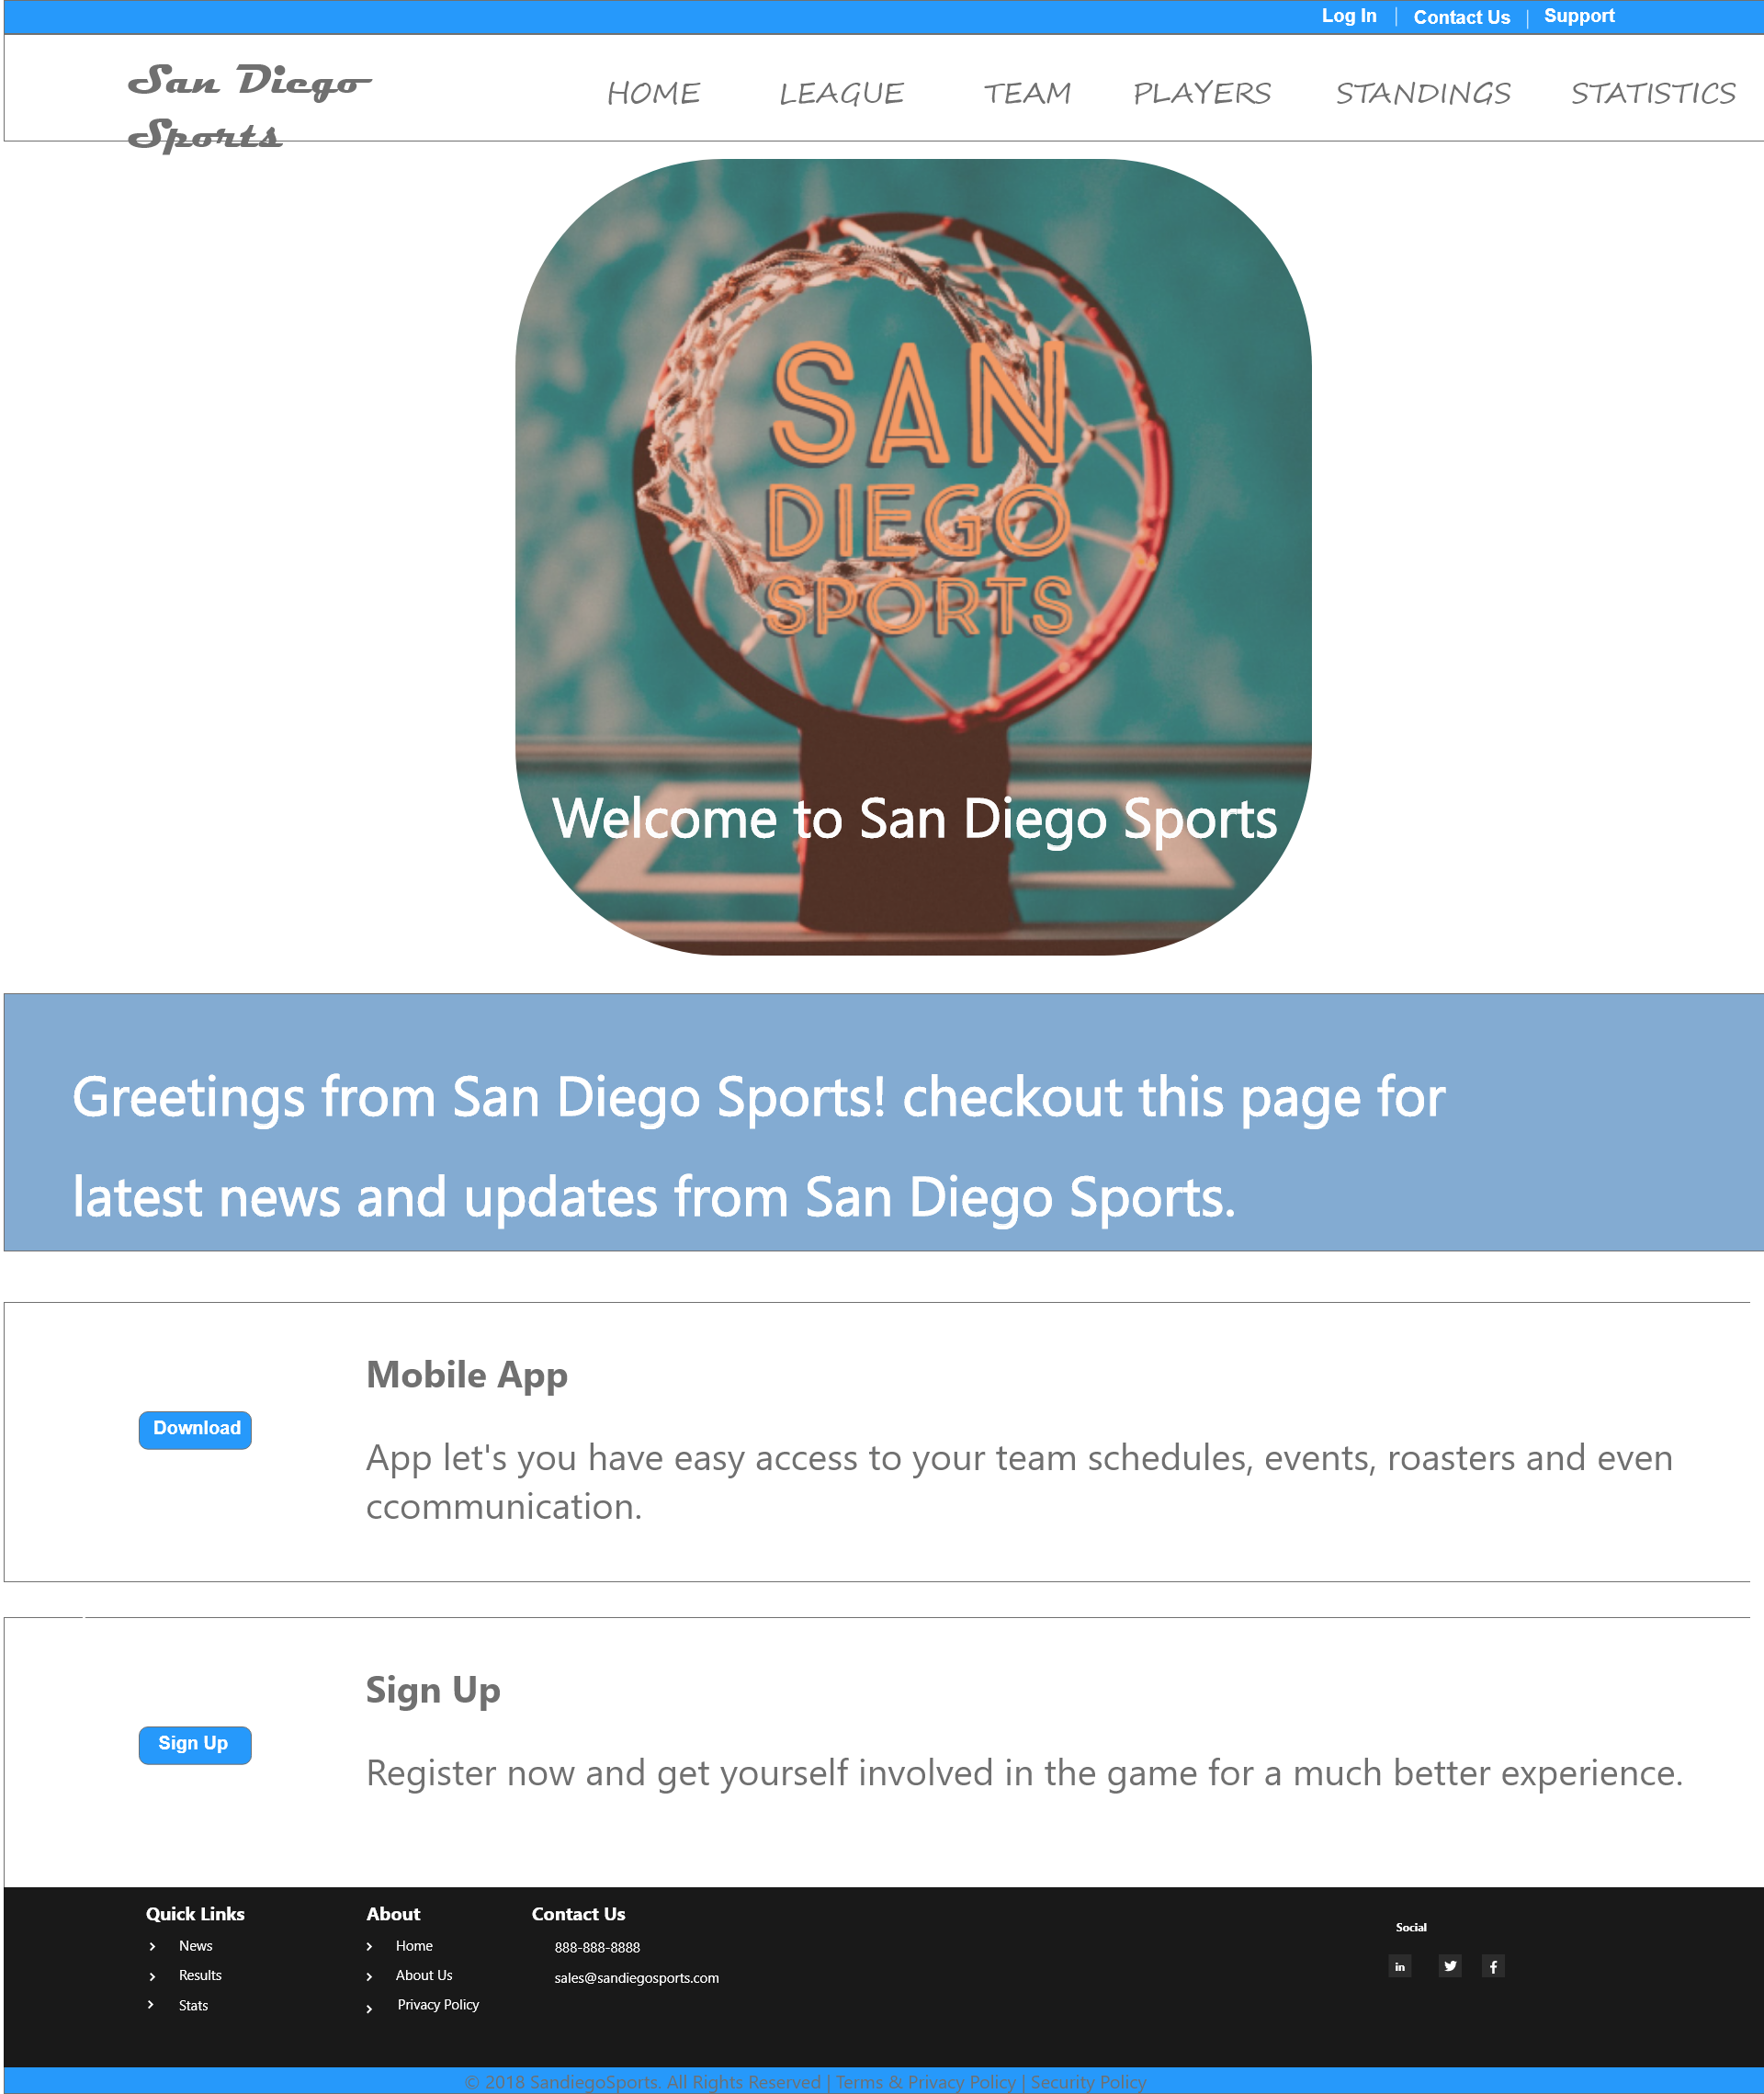 Log In | Contact Us | Support
San Diego
Sports
HOME LEAGUE TEAM PLAYERS STANDINGS STATISTICS
SAN
DIEGO
SPORTS
Welcome to San Diego Sports
Greetings from San Diego Sports! checkout this page for
latest news and updates from San Diego Sports.
Mobile App
Download
App let's you have easy access to your team schedules, events, roasters and even
ccommunication.
Sign Up
Sign Up
Register now and get yourself involved in the game for a much better experience.
Quick Links
News
Results
Stats
About
Home
About Us
Privacy Policy
Contact Us
888-888-8888
sales@sandiegosports.com
Social
in
f
© 2018 SandiegoSports. All Rights Reserved | Terms & Privacy Policy | Security Policy